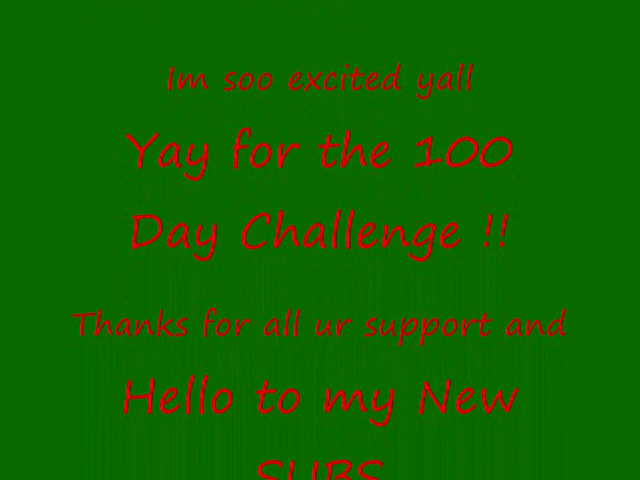 Im soo excited yall
Yay for the 100
Day Challenge !!
Thanks for all ur support and
Hello to my New
SUBS